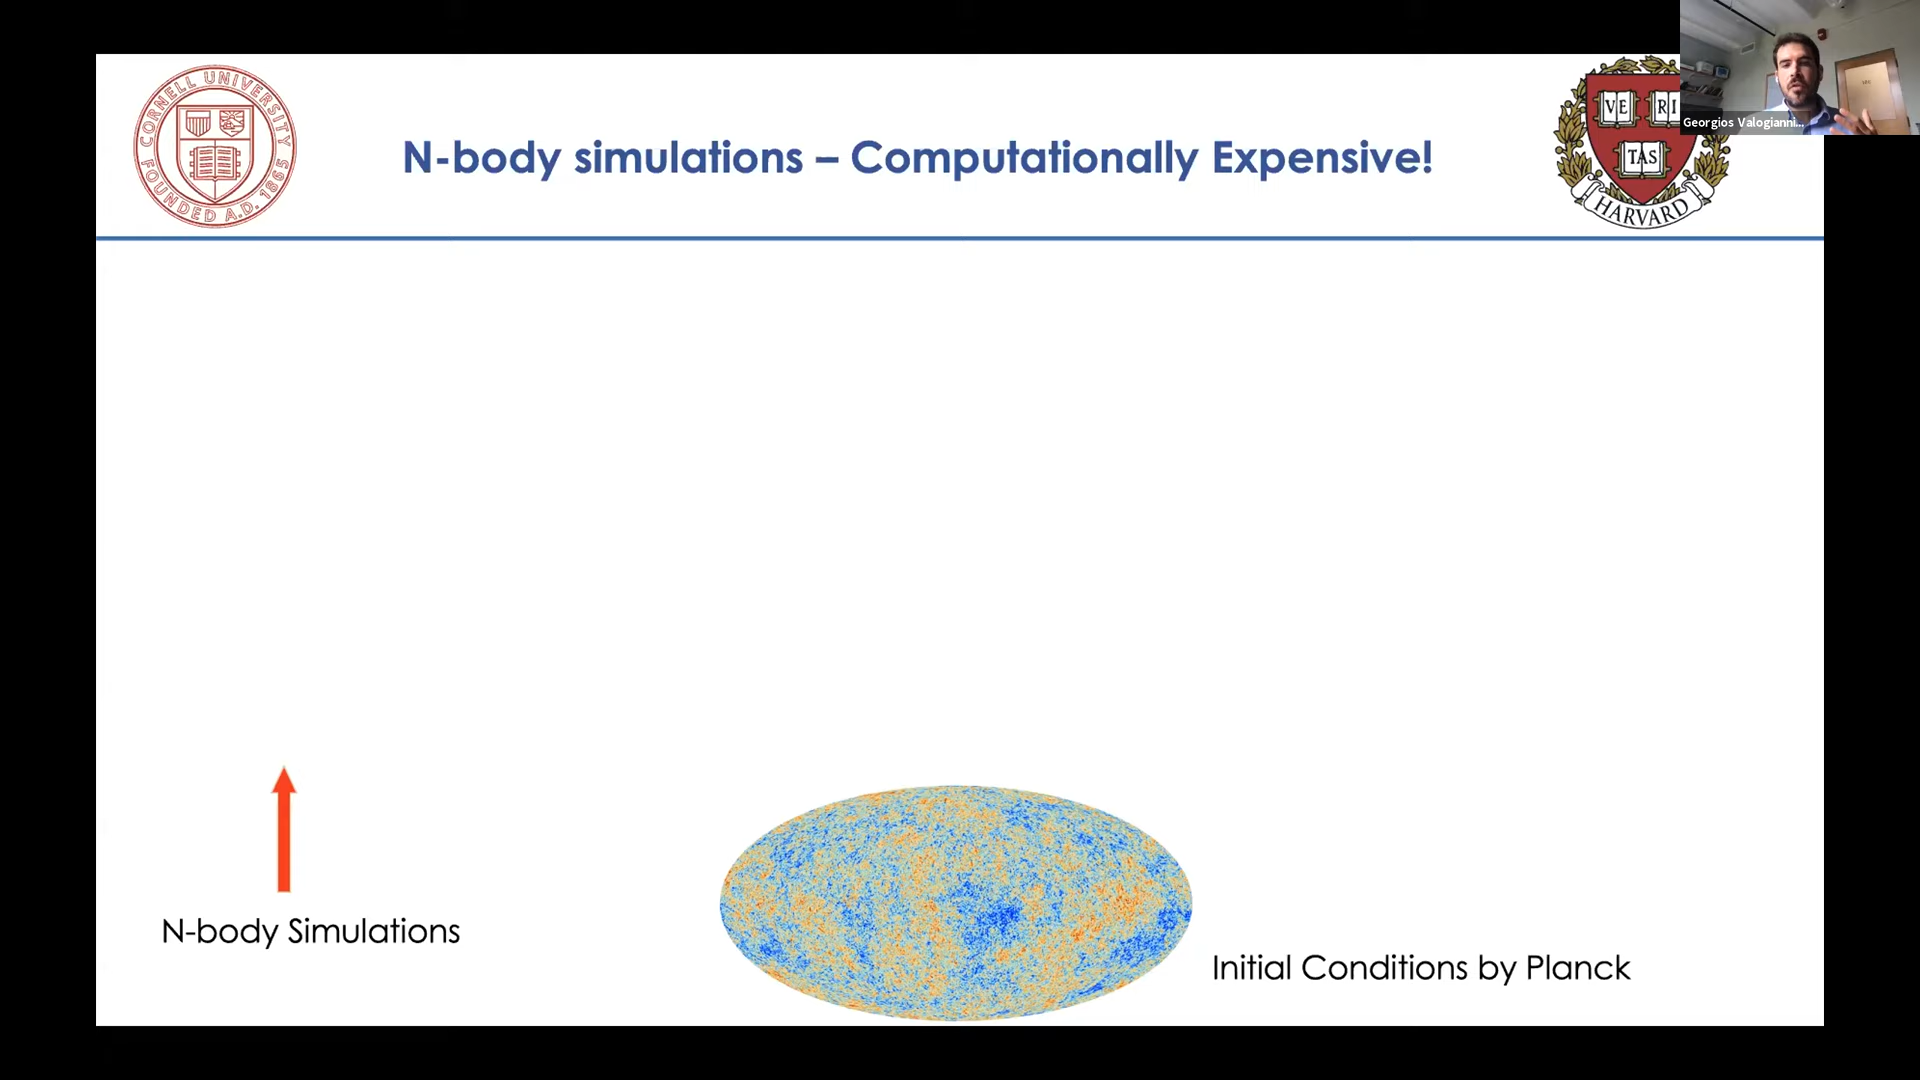 CORNELL UNIVERSITY
FOUNDED A.D. 1865
N-body simulations – Computationally Expensive!
VE RI
TAS
HARVARD
Georgios Valogianni...
N-body Simulations
Initial Conditions by Planck